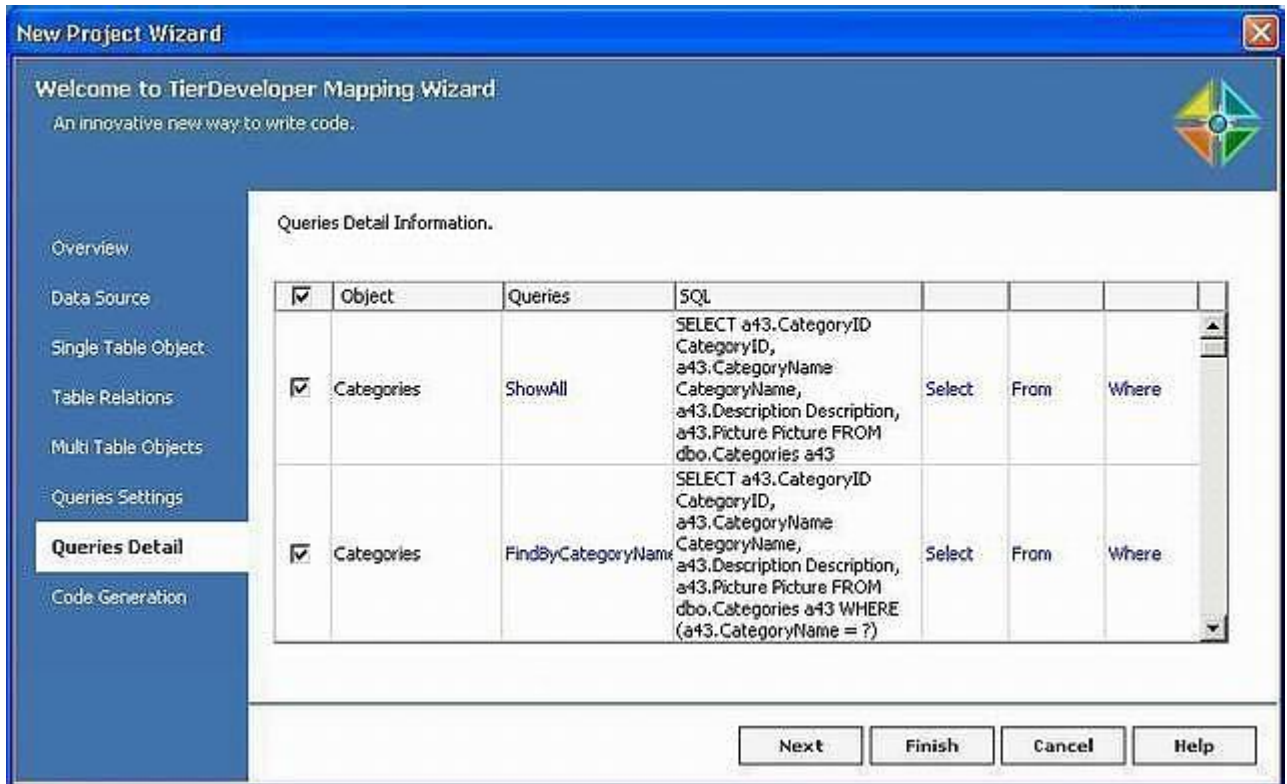 New Project Wizard
Welcome to TierDeveloper Mapping Wizard
An innovative new way to write code.
Overview
Data Source
Single Table Object
Table Relations
Multi Table Objects
Queries Settings
Queries Detail
Code Generation
Queries Detail Information.
Object Queries SQL
Categories ShowAll
SELECT a43.CategoryID
CategoryID,
a43.CategoryName
CategoryName,
a43.Description Description,
a43.Picture Picture FROM
dbo.Categories a43
Select From Where
Categories FindByCategoryName
SELECT a43.CategoryID
CategoryID,
a43.CategoryName
CategoryName,
a43.Description Description,
a43.Picture Picture FROM
dbo.Categories a43 WHERE
(a43.CategoryName = ?)
Select From Where
Next Finish Cancel Help